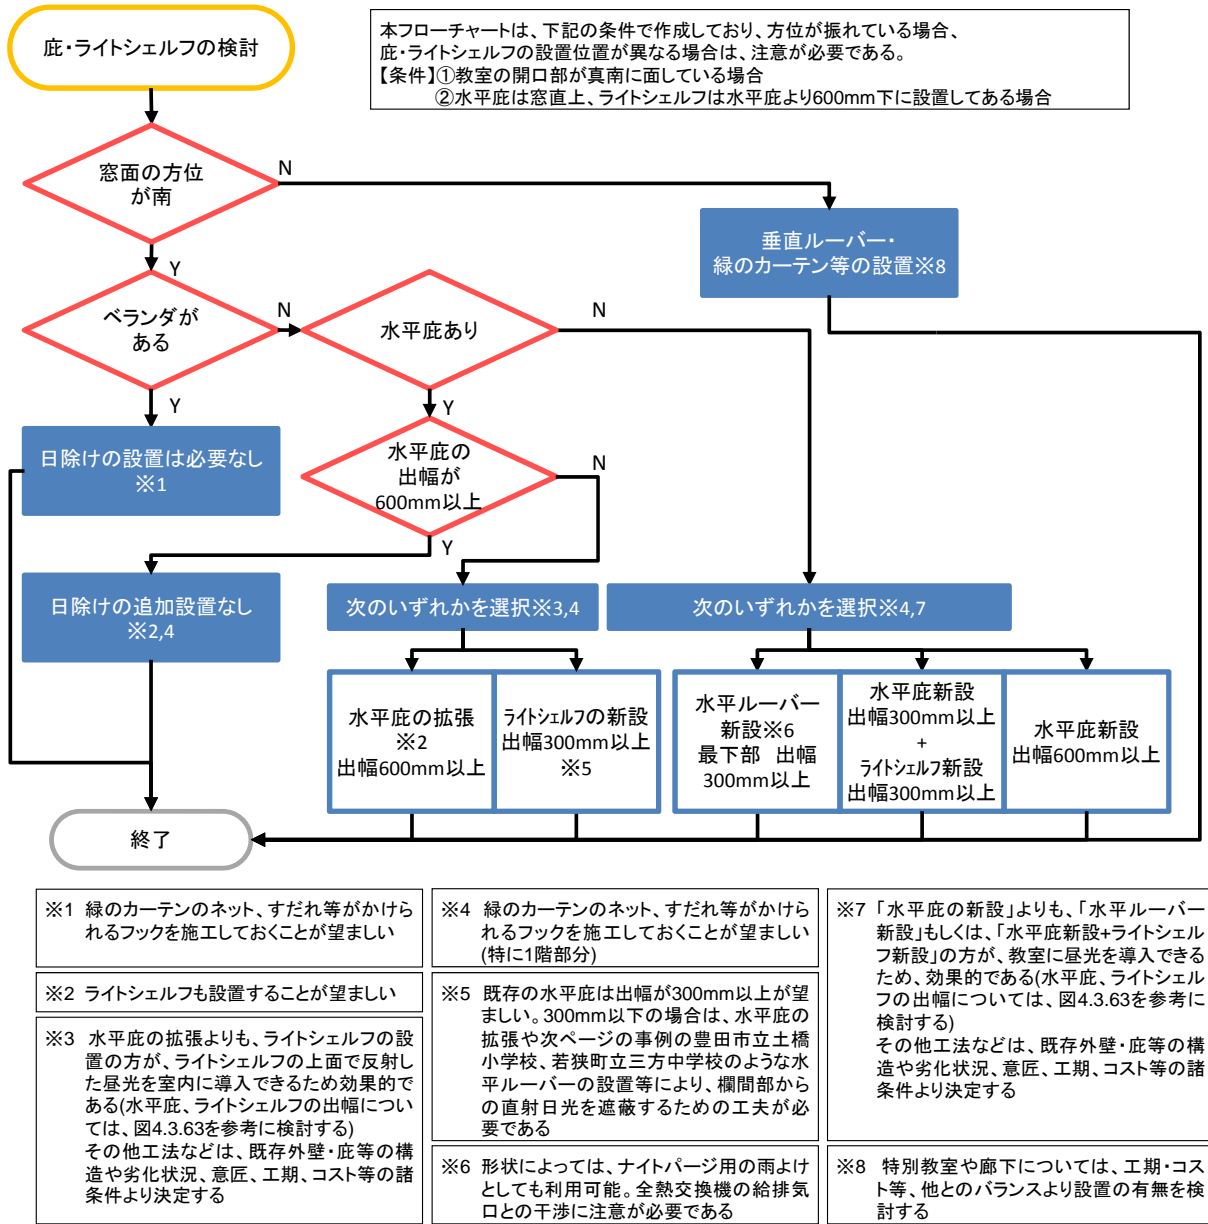 庇・ライトシェルフの検討
本フローチャートは、下記の条件で作成しており、方位が振れている場合、
庇・ライトシェルフの設置位置が異なる場合は、注意が必要である。
【条件】①教室の開口部が真南に面している場合
②水平庇は窓直上、ライトシェルフは水平庇より600mm下に設置してある場合
窓面の方位
が南
N
Y
垂直ルーバー・
緑のカーテン等の設置※8
ベランダが
ある
N
Y
水平庇あり
N
Y
日除けの設置は必要なし
※1
水平庇の
出幅が
600mm以上
N
Y
日除けの追加設置なし
※2,4
次のいずれかを選択※3,4
次のいずれかを選択※4,7
水平庇の拡張
※2
出幅600mm以上
ライトシェルフの新設
出幅300mm以上
※5
水平ルーバー
新設※6
最下部 出幅
300mm以上
水平庇新設
出幅300mm以上
+
ライトシェルフ新設
出幅300mm以上
水平庇新設
出幅600mm以上
終了
※1 緑のカーテンのネット、すだれ等がかけら
れるフックを施工しておくことが望ましい
※2 ライトシェルフも設置することが望ましい
※3 水平庇の拡張よりも、ライトシェルフの設
置の方が、ライトシェルフの上面で反射し
た昼光を室内に導入できるため効果的で
ある(水平庇、ライトシェルフの出幅につい
ては、図4.3.63を参考に検討する)
その他工法などは、既存外壁・庇等の構
造や劣化状況、意匠、工期、コスト等の諸
条件より決定する
※4 緑のカーテンのネット、すだれ等がかけら
れるフックを施工しておくことが望ましい
(特に1階部分)
※5 既存の水平庇は出幅が300mm以上が望
ましい。300mm以下の場合は、水平庇の
拡張や次ページの事例の豊田市立土橋
小学校、若狭町立三方中学校のような水
平ルーバーの設置等により、欄間部から
の直射日光を遮蔽するための工夫が必
要である
※6 形状によっては、ナイトパージ用の雨よけ
としても利用可能。全熱交換機の給排気
口との干渉に注意が必要である
※7 「水平庇の新設」よりも、「水平ルーバー
新設」もしくは、「水平庇新設+ライトシェル
フ新設」の方が、教室に昼光を導入できる
ため、効果的である(水平庇、ライトシェル
フの出幅については、図4.3.63を参考に
検討する)
その他工法などは、既存外壁・庇等の構
造や劣化状況、意匠、工期、コスト等の諸
条件より決定する
※8 特別教室や廊下については、工期・コス
ト等、他とのバランスより設置の有無を検
討する